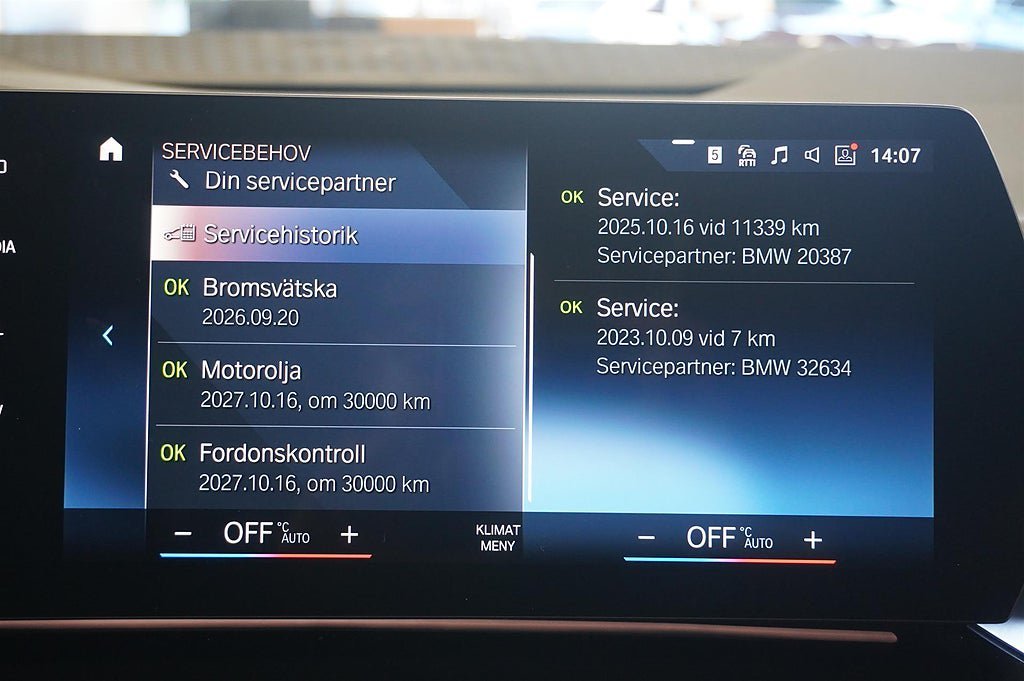 SERVICEBEHOV
Din servicepartner
Servicehistorik
OK Bromsvätska
2026.09.20
OK Motorolja
2027.10.16, om 30000 km
OK Fordonskontroll
2027.10.16, om 30000 km
5 RTTI 14:07
OK Service:
2025.10.16 vid 11339 km
Servicepartner: BMW 20387
OK Service:
2023.10.09 vid 7 km
Servicepartner: BMW 32634
− OFF °C AUTO +
KLIMAT
MENY
− OFF °C AUTO +